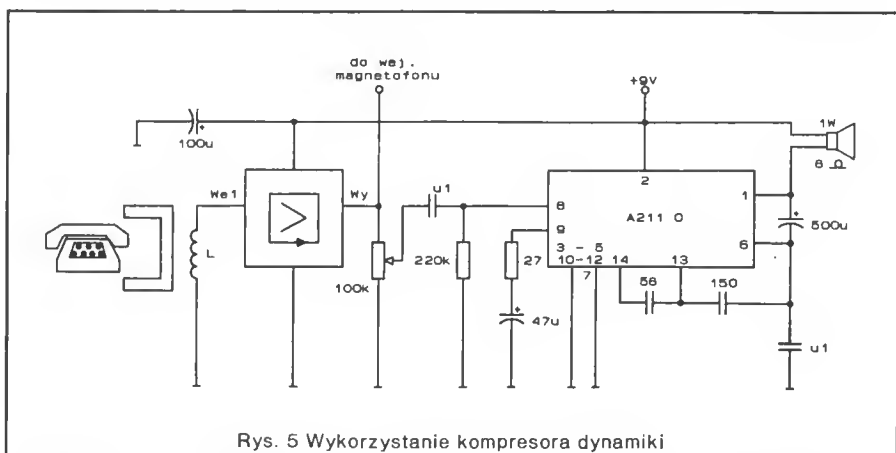 do wej.
magnetofonu
+9V
100u
1W
8 Ω
We1
Wy
u1
2
1
8
A211 D
9
500u
3 - 5
6
10-12
14
13
7
L
100k
220k
27
56
150
47u
u1
Rys. 5 Wykorzystanie kompresora dynamiki